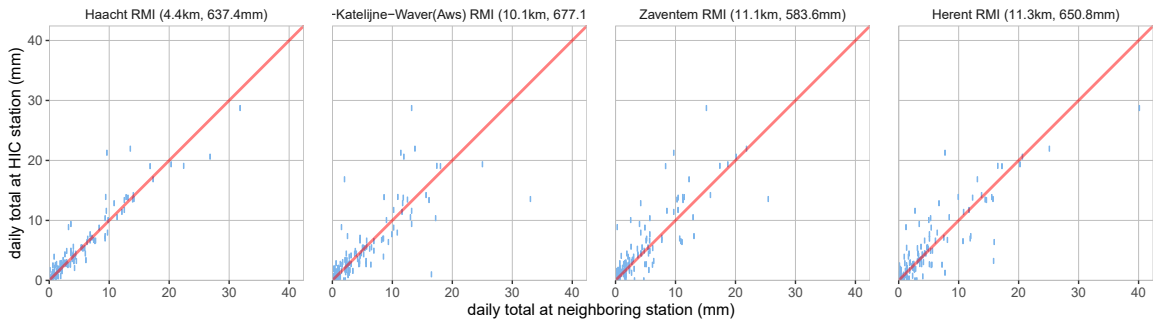 Haacht RMI (4.4km, 637.4mm)
-Katelijne-Waver(Aws) RMI (10.1km, 677.1
Zaventem RMI (11.1km, 583.6mm)
Herent RMI (11.3km, 650.8mm)
daily total at HIC station (mm)
40
30
20
10
0
0 10 20 30 40
0 10 20 30 40
0 10 20 30 40
0 10 20 30 40
daily total at neighboring station (mm)